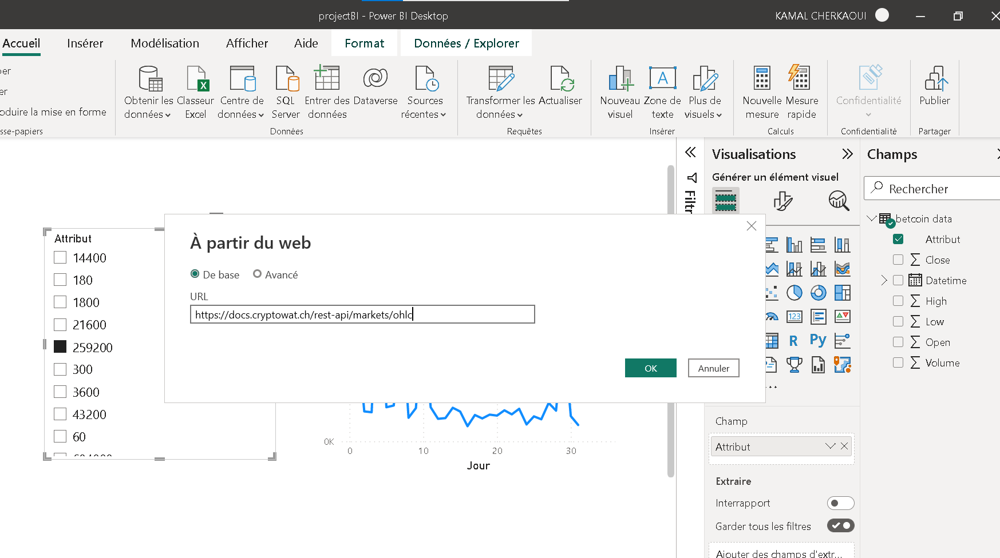 projectBI - Power BI Desktop
KAMAL CHERKAOUI
Accueil Insérer Modélisation Afficher Aide Format Données / Explorer
per
er
oduire la mise en forme
sse-papiers
Obtenir les données
Classeur Excel
Centre de données
SQL Server
Entrer des données
Dataverse
Sources récentes
Données
Transformer les données
Actualiser
Requêtes
Nouveau visuel
Zone de texte
Plus de visuels
Insérer
Nouvelle mesure
Mesure rapide
Calculs
Confidentialité
Confidentialité
Publier
Partager
Attribut
14400
180
1800
21600
259200
300
3600
43200
60
À partir du web
De base Avancé
URL
https://docs.cryptowat.ch/rest-api/markets/ohlc
OK Annuler
0K
0 10 20 30
Jour
Filtr
Visualisations
Générer un élément visuel
123
R Py
Champ
Attribut
Extraire
Interrapport
Garder tous les filtres
Ajouter des champs d'extr...
Champs
Rechercher
betcoin data
Attribut
Close
Datetime
High
Low
Open
Volume